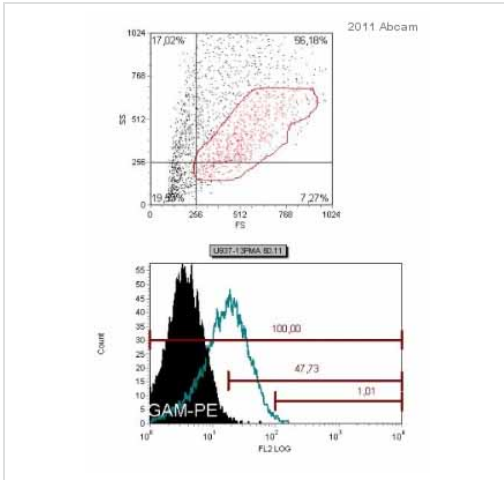 2011 Abcam
1024
17,02%
56,18%
768
SS
512
256
19,53%
7,27%
0
0 256 512 768 1024
FS
U937-13PMA 60.11
55
50
45
40
35
30
25
20
15
10
5
0
Count
100,00
47,73
1,01
GAM-PE
10⁰ 10¹ 10² 10³ 10⁴
FL2 LOG